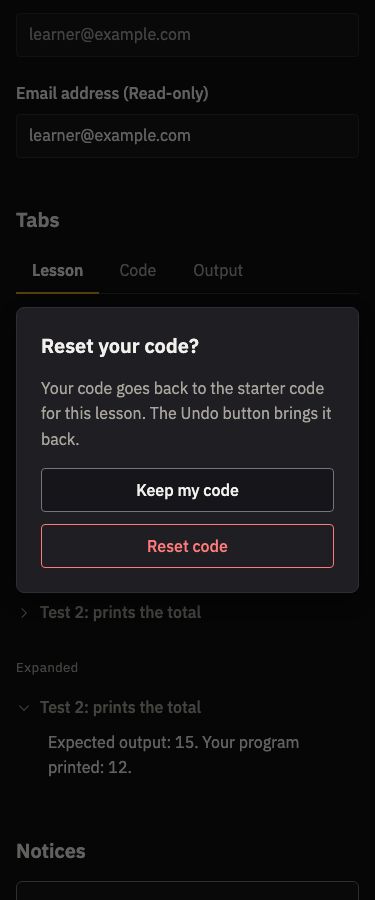 learner@example.com
Email address (Read-only)
learner@example.com
Tabs
Lesson
Code
Output
Reset your code?
Your code goes back to the starter code
for this lesson. The Undo button brings it
back.
Keep my code
Reset code
Test 2: prints the total
Expanded
Test 2: prints the total
Expected output: 15. Your program
printed: 12.
Notices